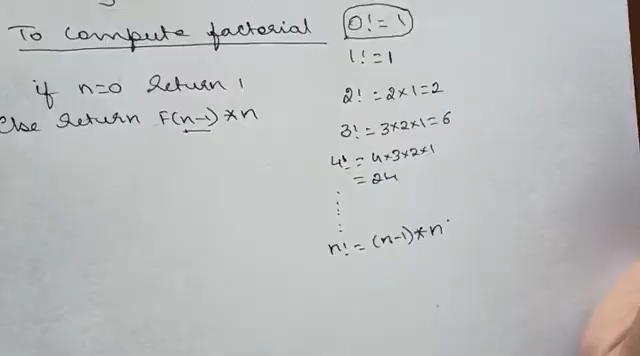 To compute factorial
if n=0 return 1
Else return F(n-1)*n
0! = 1
1! = 1
2! = 2×1=2
3! = 3×2×1=6
4! = 4×3×2×1
= 24
n! = (n-1)*n